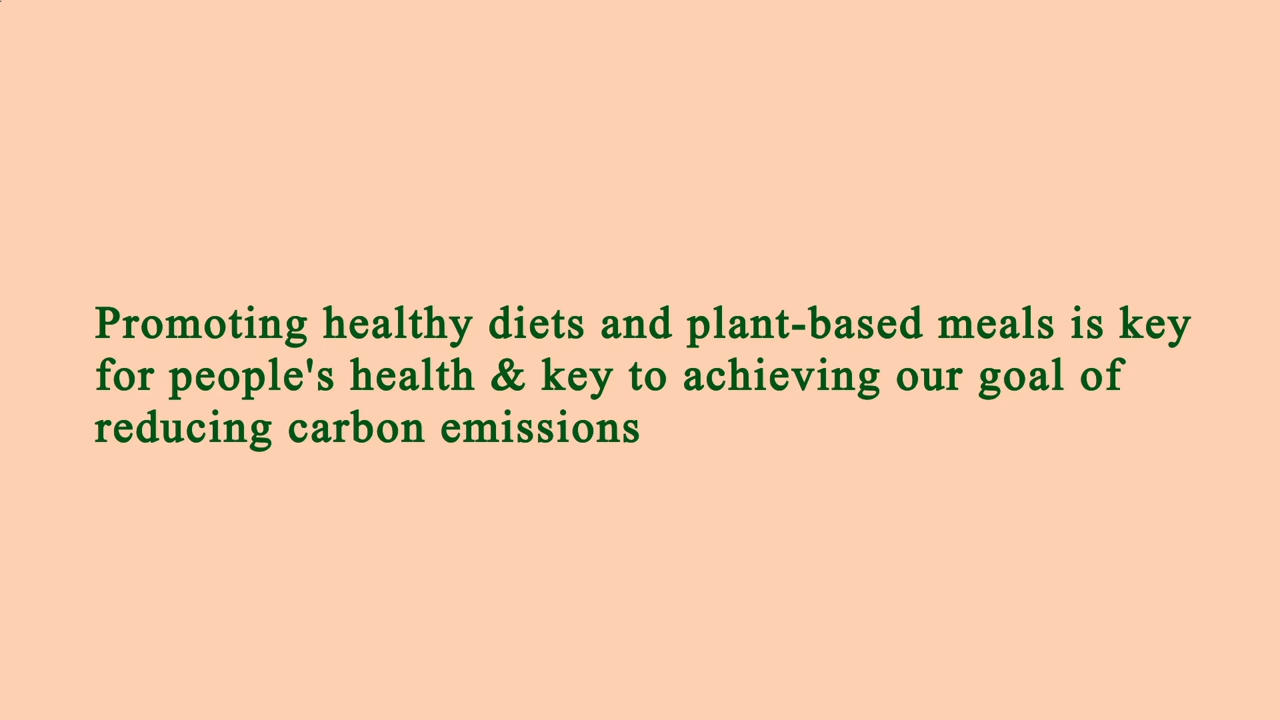 Promoting healthy diets and plant-based meals is key
for people's health & key to achieving our goal of
reducing carbon emissions